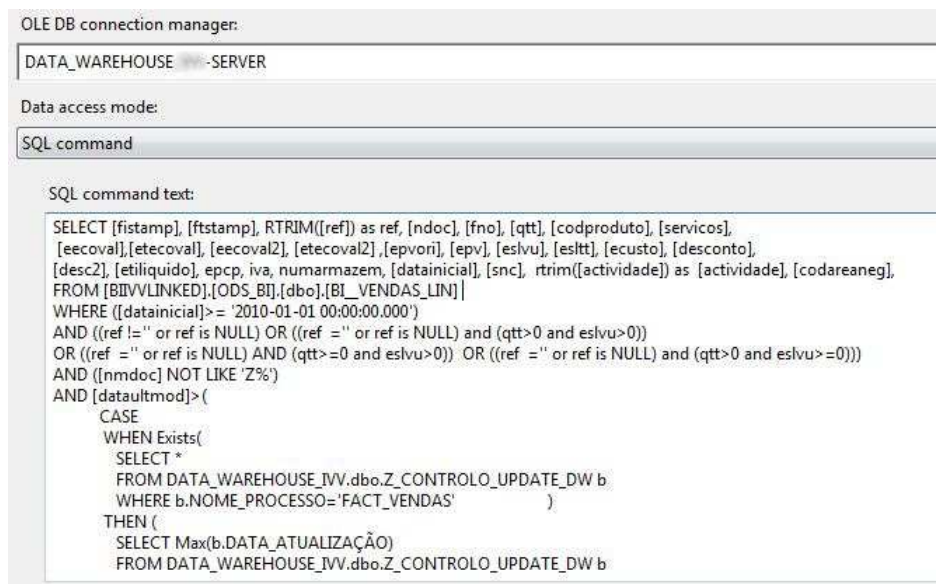 OLE DB connection manager:
DATA_WAREHOUSE -SERVER
Data access mode:
SQL command
SQL command text:
SELECT [fistamp], [ftstamp], RTRIM([ref]) as ref, [ndoc], [fno], [qtt], [codproduto], [servicos],
[eecoval],[etecoval], [eecoval2], [etecoval2] ,[epvori], [epv], [eslvu], [esltt], [ecusto], [desconto],
[desc2], [etiliquido], epcp, iva, numarmazem, [datainicial], [snc], rtrim([actividade]) as [actividade], [codareaneg],
FROM [BIIVVLINKED].[ODS_BI].[dbo].[BI__VENDAS_LIN]
WHERE ([datainicial]>= '2010-01-01 00:00:00.000')
AND ((ref !='' or ref is NULL) OR ((ref ='' or ref is NULL) and (qtt>0 and eslvu>0))
OR ((ref ='' or ref is NULL) AND (qtt>=0 and eslvu>0)) OR ((ref ='' or ref is NULL) and (qtt>0 and eslvu>=0)))
AND ([nmdoc] NOT LIKE 'Z%')
AND [dataultmod]>(
CASE
WHEN Exists(
SELECT *
FROM DATA_WAREHOUSE_IVV.dbo.Z_CONTROLO_UPDATE_DW b
WHERE b.NOME_PROCESSO='FACT_VENDAS' )
THEN (
SELECT Max(b.DATA_ATUALIZAÇÃO)
FROM DATA_WAREHOUSE_IVV.dbo.Z_CONTROLO_UPDATE_DW b